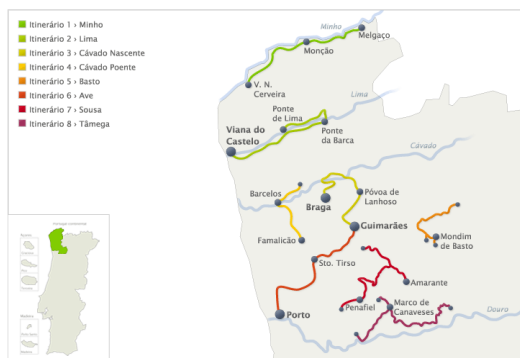 Itinerário 1 › Minho
Itinerário 2 › Lima
Itinerário 3 › Cávado Nascente
Itinerário 4 › Cávado Poente
Itinerário 5 › Basto
Itinerário 6 › Ave
Itinerário 7 › Sousa
Itinerário 8 › Tâmega
Minho
Melgaço
Monção
V. N.
Cerveira
Lima
Ponte
de Lima
Viana do
Castelo
Ponte
da Barca
Cávado
Barcelos
Póvoa de
Lanhoso
Braga
Guimarães
Famalicão
Mondim
de Basto
Sto. Tirso
Amarante
Penafiel
Marco de
Canaveses
Douro
Porto